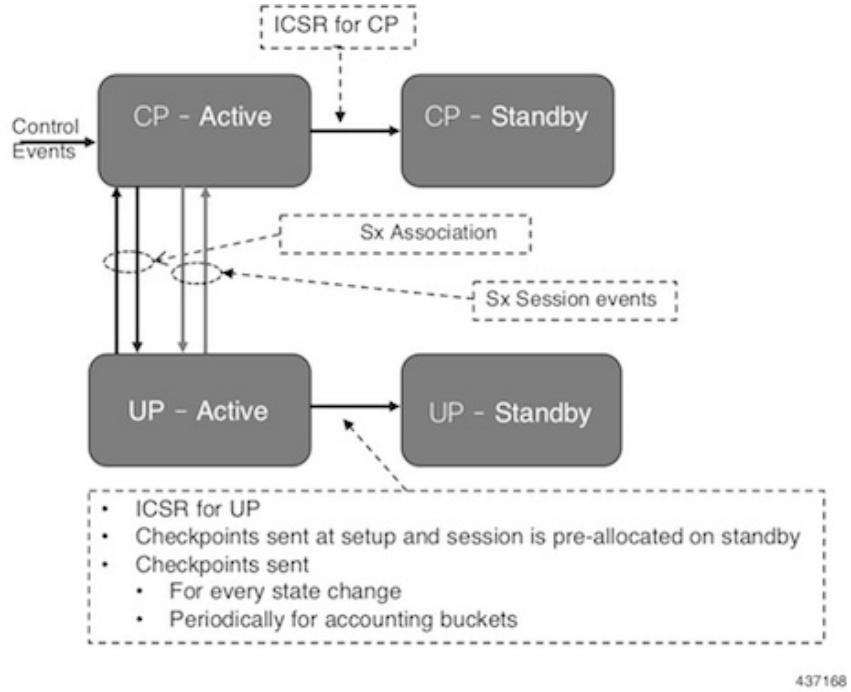 ICSR for CP
CP - Active
CP - Standby
Control
Events
Sx Association
Sx Session events
UP - Active
UP - Standby
• ICSR for UP
• Checkpoints sent at setup and session is pre-allocated on standby
• Checkpoints sent
• For every state change
• Periodically for accounting buckets
437168